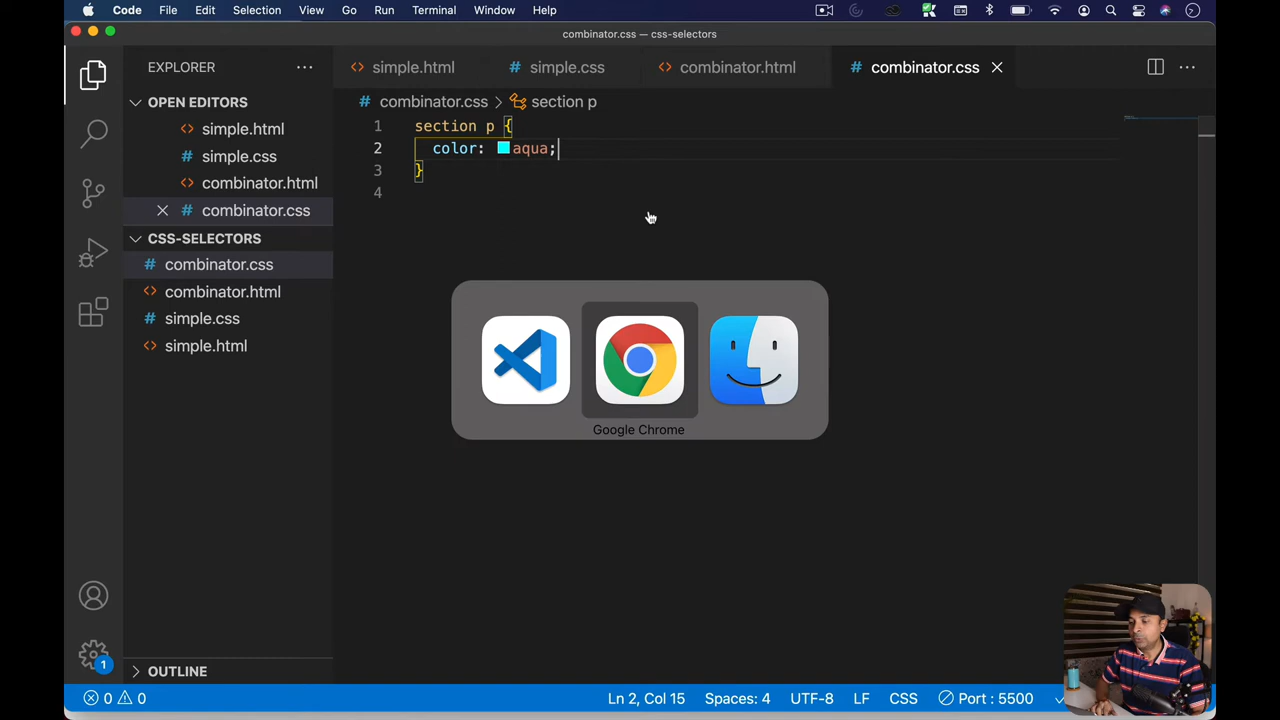 Code File Edit Selection View Go Run Terminal Window Help
combinator.css — css-selectors
EXPLORER
simple.html
simple.css
combinator.html
combinator.css
OPEN EDITORS
simple.html
simple.css
combinator.html
combinator.css
CSS-SELECTORS
combinator.css
combinator.html
simple.css
simple.html
OUTLINE
combinator.css > section p
1 section p {
2 color: aqua;
3 }
4
Google Chrome
1
0 0
Ln 2, Col 15
Spaces: 4
UTF-8
LF
CSS
Port : 5500